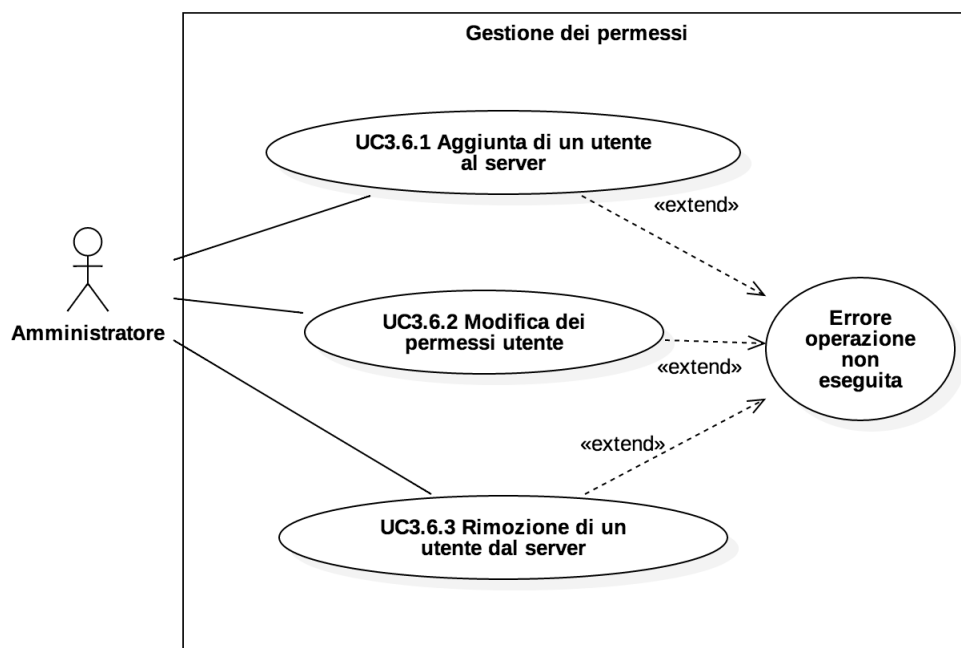 Gestione dei permessi
UC3.6.1 Aggiunta di un utente
al server
«extend»
Amministratore
UC3.6.2 Modifica dei
permessi utente
«extend»
Errore
operazione
non
eseguita
«extend»
UC3.6.3 Rimozione di un
utente dal server